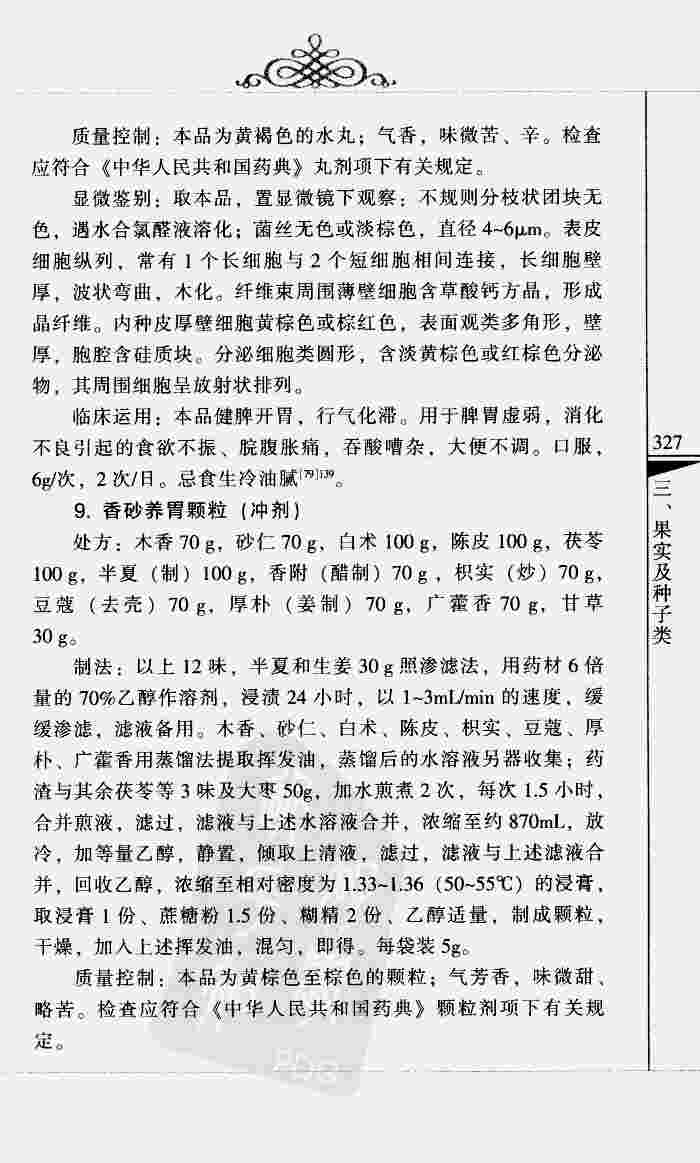 质量控制：本品为黄褐色的水丸；气香，味微苦、辛。检查
应符合《中华人民共和国药典》丸剂项下有关规定。
显微鉴别：取本品，置显微镜下观察：不规则分枝状团块无
色，遇水合氯醛液溶化；菌丝无色或淡棕色，直径 4~6μm。表皮
细胞纵列，常有 1 个长细胞与 2 个短细胞相间连接，长细胞壁
厚，波状弯曲，木化。纤维束周围薄壁细胞含草酸钙方晶，形成
晶纤维。内种皮厚壁细胞黄棕色或棕红色，表面观类多角形，壁
厚，胞腔含硅质块。分泌细胞类圆形，含淡黄棕色或红棕色分泌
物，其周围细胞呈放射状排列。
临床运用：本品健脾开胃，行气化滞。用于脾胃虚弱，消化
不良引起的食欲不振、脘腹胀痛，吞酸嘈杂，大便不调。口服，
6g/次，2 次/日。忌食生冷油腻[79]139。
9. 香砂养胃颗粒（冲剂）
处方：木香 70 g，砂仁 70 g，白术 100 g，陈皮 100 g，茯苓
100 g，半夏（制）100 g，香附（醋制）70 g，枳实（炒）70 g，
豆蔻（去壳）70 g，厚朴（姜制）70 g，广藿香 70 g，甘草
30 g。
制法：以上 12 味，半夏和生姜 30 g 照渗滤法，用药材 6 倍
量的 70%乙醇作溶剂，浸渍 24 小时，以 1~3mL/min 的速度，缓
缓渗滤，滤液备用。木香、砂仁、白术、陈皮、枳实、豆蔻、厚
朴、广藿香用蒸馏法提取挥发油，蒸馏后的水溶液另器收集；药
渣与其余茯苓等 3 味及大枣 50g，加水煎煮 2 次，每次 1.5 小时，
合并煎液，滤过，滤液与上述水溶液合并，浓缩至约 870mL，放
冷，加等量乙醇，静置，倾取上清液，滤过，滤液与上述滤液合
并，回收乙醇，浓缩至相对密度为 1.33~1.36（50~55℃）的浸膏，
取浸膏 1 份、蔗糖粉 1.5 份、糊精 2 份、乙醇适量，制成颗粒，
干燥，加入上述挥发油，混匀，即得。每袋装 5g。
质量控制：本品为黄棕色至棕色的颗粒；气芳香，味微甜、
略苦。检查应符合《中华人民共和国药典》颗粒剂项下有关规
定。
327
三、果实及种子类
PDG